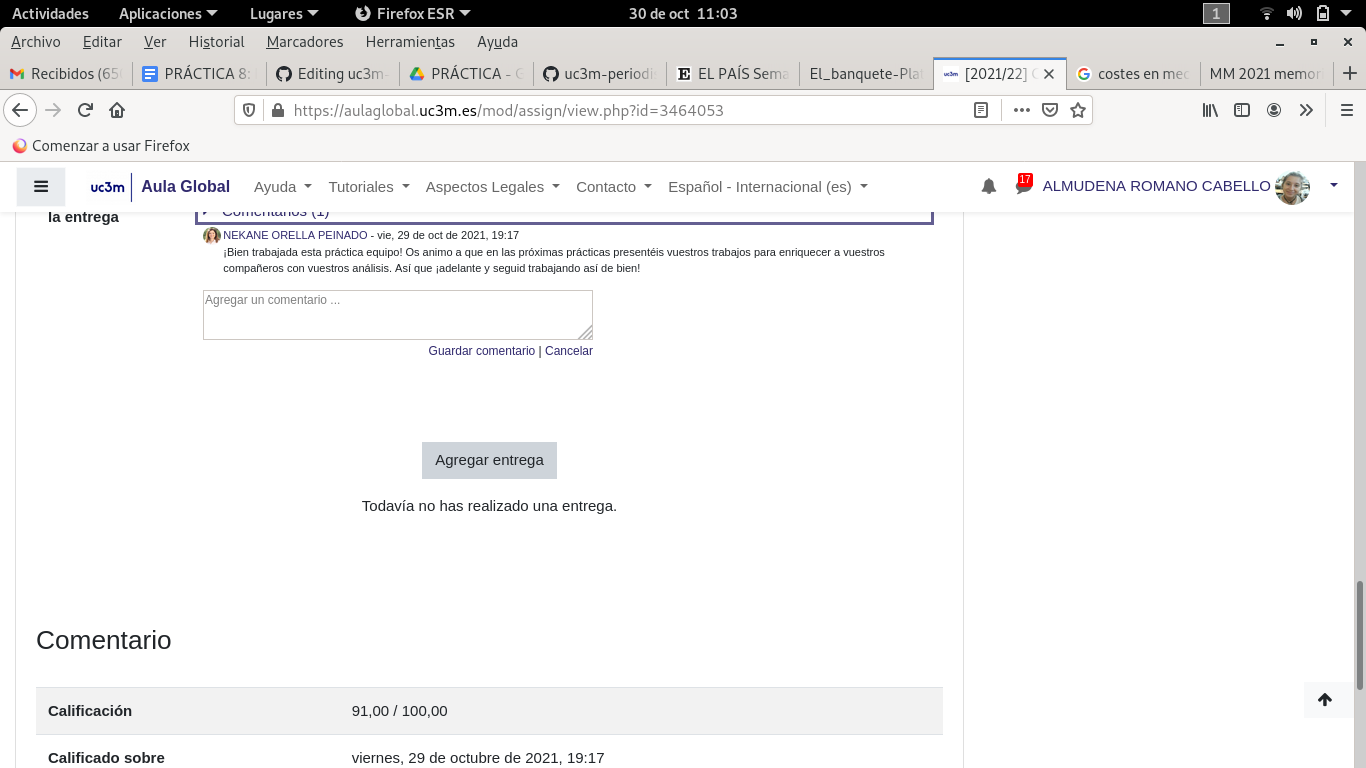 Actividades Aplicaciones Lugares Firefox ESR 30 de oct 11:03 1
Archivo Editar Ver Historial Marcadores Herramientas Ayuda
Recibidos (65 PRÁCTICA 8: Editing uc3m- PRÁCTICA - G uc3m-periodi EL PAÍS Sema El_banquete-Pla [2021/22] costes en mec MM 2021 memor
https://aulaglobal.uc3m.es/mod/assign/view.php?id=3464053
Comenzar a usar Firefox
uc3m Aula Global Ayuda Tutoriales Aspectos Legales Contacto Español - Internacional (es) 17 ALMUDENA ROMANO CABELLO
la entrega Comentarios (1)
NEKANE ORELLA PEINADO - vie, 29 de oct de 2021, 19:17
¡Bien trabajada esta práctica equipo! Os animo a que en las próximas prácticas presentéis vuestros trabajos para enriquecer a vuestros
compañeros con vuestros análisis. Así que ¡adelante y seguid trabajando así de bien!
Agregar un comentario ...
Guardar comentario | Cancelar
Agregar entrega
Todavía no has realizado una entrega.
Comentario
Calificación 91,00 / 100,00
Calificado sobre viernes, 29 de octubre de 2021, 19:17